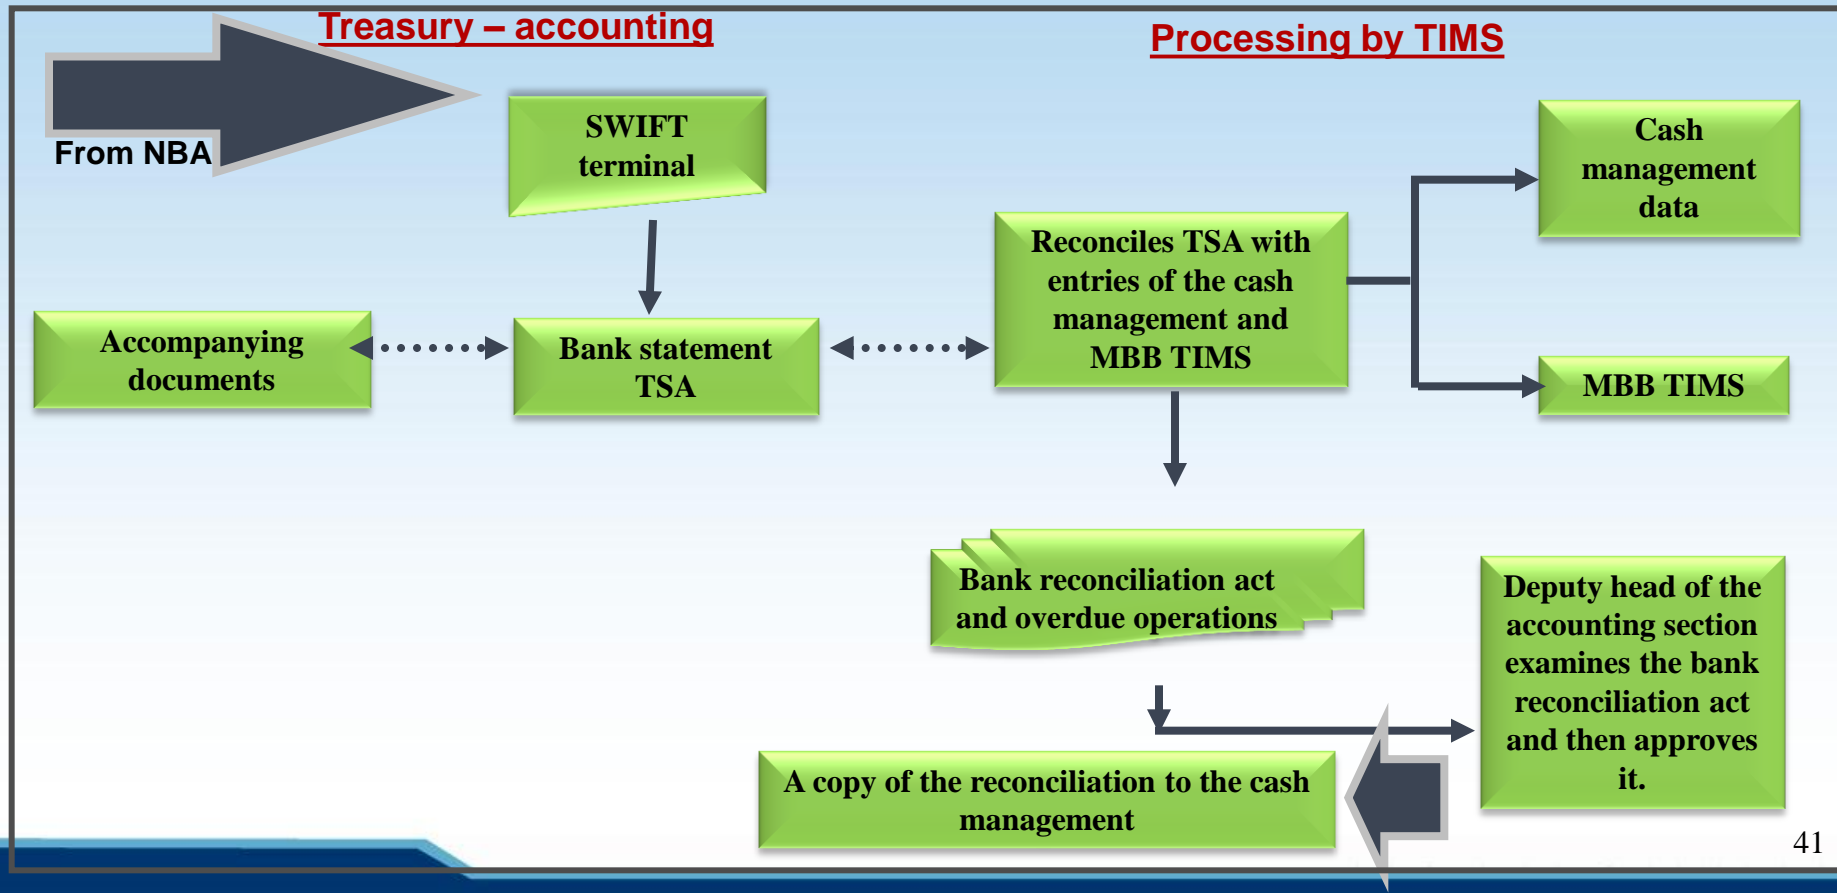 Treasury – accounting
Processing by TIMS
From NBA
SWIFT
terminal
Cash
management
data
Reconciles TSA with
entries of the cash
management and
MBB TIMS
Accompanying
documents
Bank statement
TSA
MBB TIMS
Bank reconciliation act
and overdue operations
Deputy head of the
accounting section
examines the bank
reconciliation act
and then approves
it.
A copy of the reconciliation to the cash
management
41